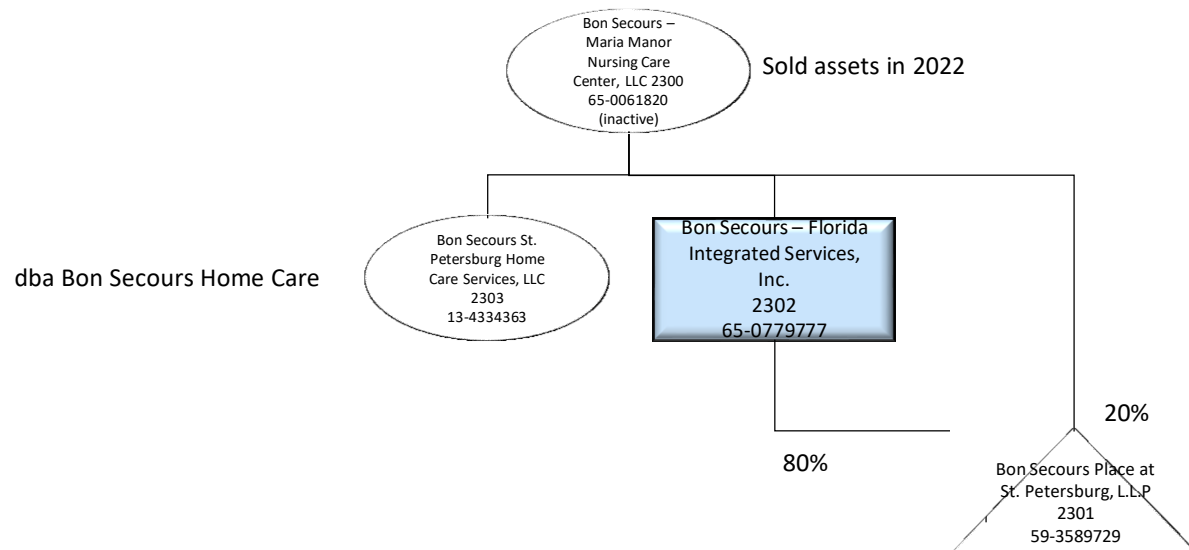 Bon Secours –
Maria Manor
Nursing Care
Center, LLC 2300
65-0061820
(inactive)
Sold assets in 2022
dba Bon Secours Home Care
Bon Secours St.
Petersburg Home
Care Services, LLC
2303
13-4334363
Bon Secours – Florida
Integrated Services,
Inc.
2302
65-0779777
80%
20%
Bon Secours Place at
St. Petersburg, L.L.P
2301
59-3589729